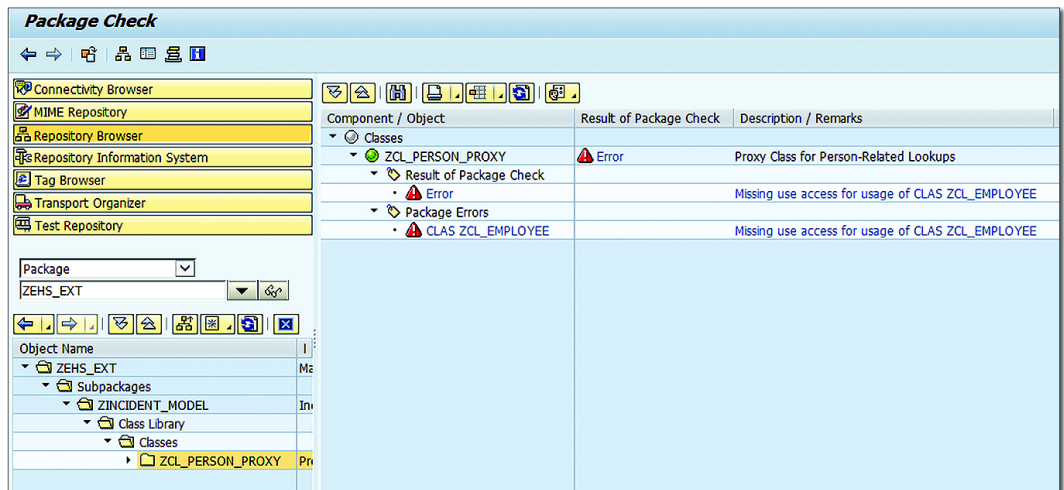 Package Check
Connectivity Browser
MIME Repository
Repository Browser
Repository Information System
Tag Browser
Transport Organizer
Test Repository
Package
ZEHS_EXT
Object Name I
ZEHS_EXT Ma
Subpackages
ZINCIDENT_MODEL In
Class Library
Classes
ZCL_PERSON_PROXY Pr
Component / Object Result of Package Check Description / Remarks
Classes
ZCL_PERSON_PROXY Error Proxy Class for Person-Related Lookups
Result of Package Check
Error Missing use access for usage of CLAS ZCL_EMPLOYEE
Package Errors
CLAS ZCL_EMPLOYEE Missing use access for usage of CLAS ZCL_EMPLOYEE